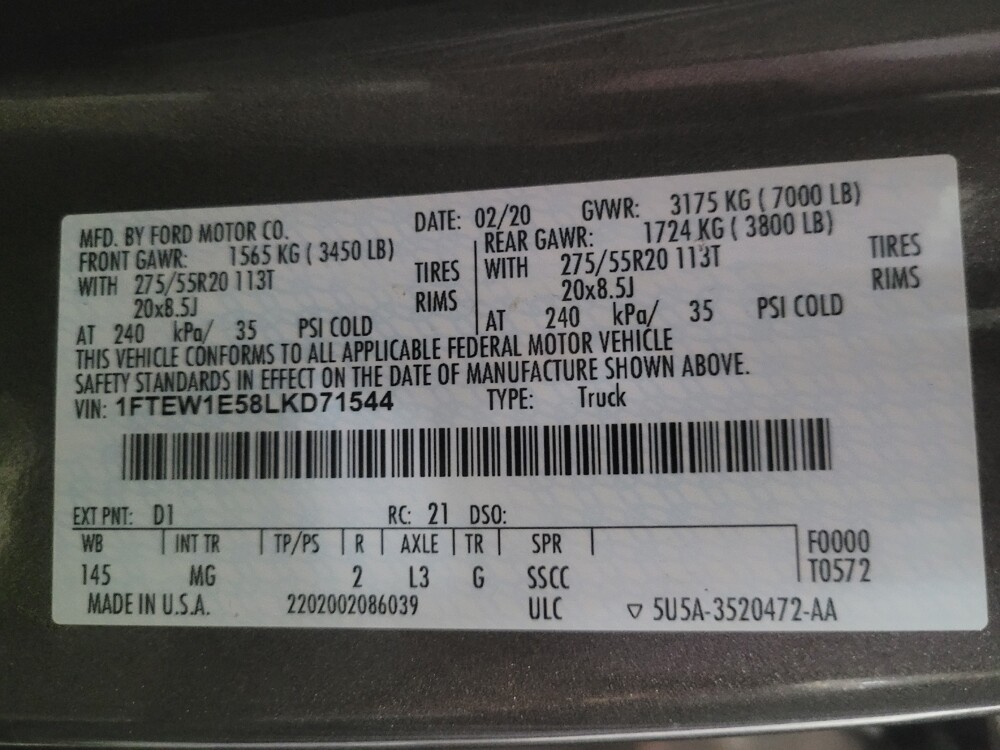 MFD. BY FORD MOTOR CO. DATE: 02/20 GVWR: 3175 KG ( 7000 LB)
FRONT GAWR: 1565 KG ( 3450 LB) REAR GAWR: 1724 KG ( 3800 LB)
WITH 275/55R20 113T TIRES WITH 275/55R20 113T TIRES
20x8.5J RIMS 20x8.5J RIMS
AT 240 kPa/ 35 PSI COLD AT 240 kPa/ 35 PSI COLD
THIS VEHICLE CONFORMS TO ALL APPLICABLE FEDERAL MOTOR VEHICLE
SAFETY STANDARDS IN EFFECT ON THE DATE OF MANUFACTURE SHOWN ABOVE.
VIN: 1FTEW1E58LKD71544 TYPE: Truck
EXT PNT: D1 RC: 21 DSO:
WB INT TR TP/PS R AXLE TR SPR F0000
145 MG 2 L3 G SSCC T0572
MADE IN U.S.A. 2202002086039 ULC ▽ 5U5A-3520472-AA